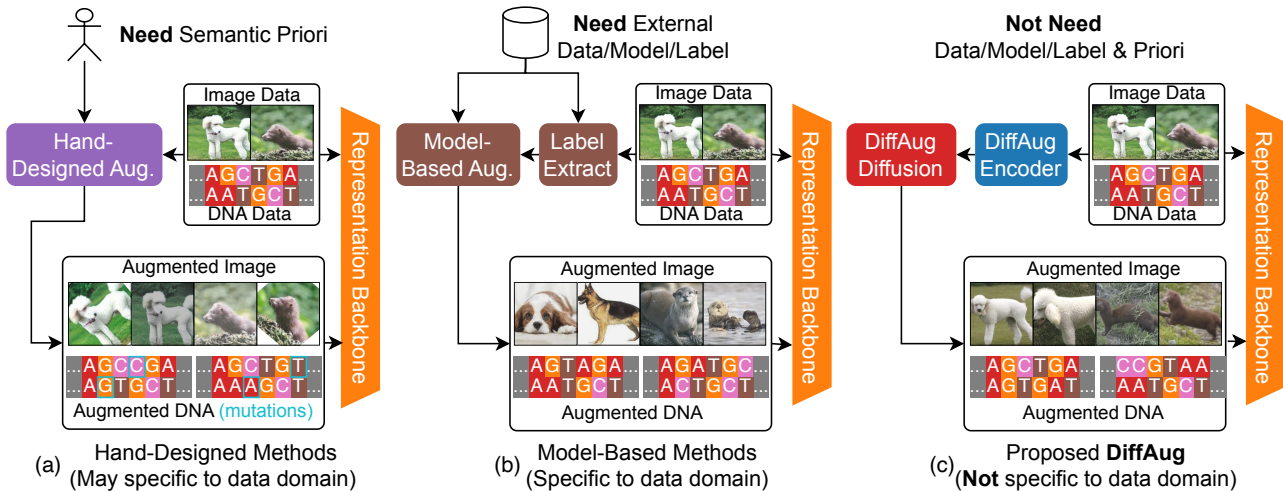 Need Semantic Priori
Hand-
Designed Aug.
Image Data
...AGCTGA...
...AATGCT...
DNA Data
Representation Backbone
Augmented Image
...AGCCGA...
...AGTGCT...
...AGCTGT...
...AAAGCT...
Augmented DNA (mutations)
(a)
Hand-Designed Methods
(May specific to data domain)
Need External
Data/Model/Label
Model-
Based Aug.
Label
Extract
Image Data
...AGCTGA...
...AATGCT...
DNA Data
Representation Backbone
Augmented Image
...AGTAGA...
...AATGCT...
...AGATGC...
...ACTGCT...
Augmented DNA
(b)
Model-Based Methods
(Specific to data domain)
Not Need
Data/Model/Label & Priori
DiffAug
Diffusion
DiffAug
Encoder
Image Data
...AGCTGA...
...AATGCT...
DNA Data
Representation Backbone
Augmented Image
...AGCTGA...
...AGTGAT...
...CCGTAA...
...AATGCT...
Augmented DNA
(c)
Proposed DiffAug
(Not specific to data domain)